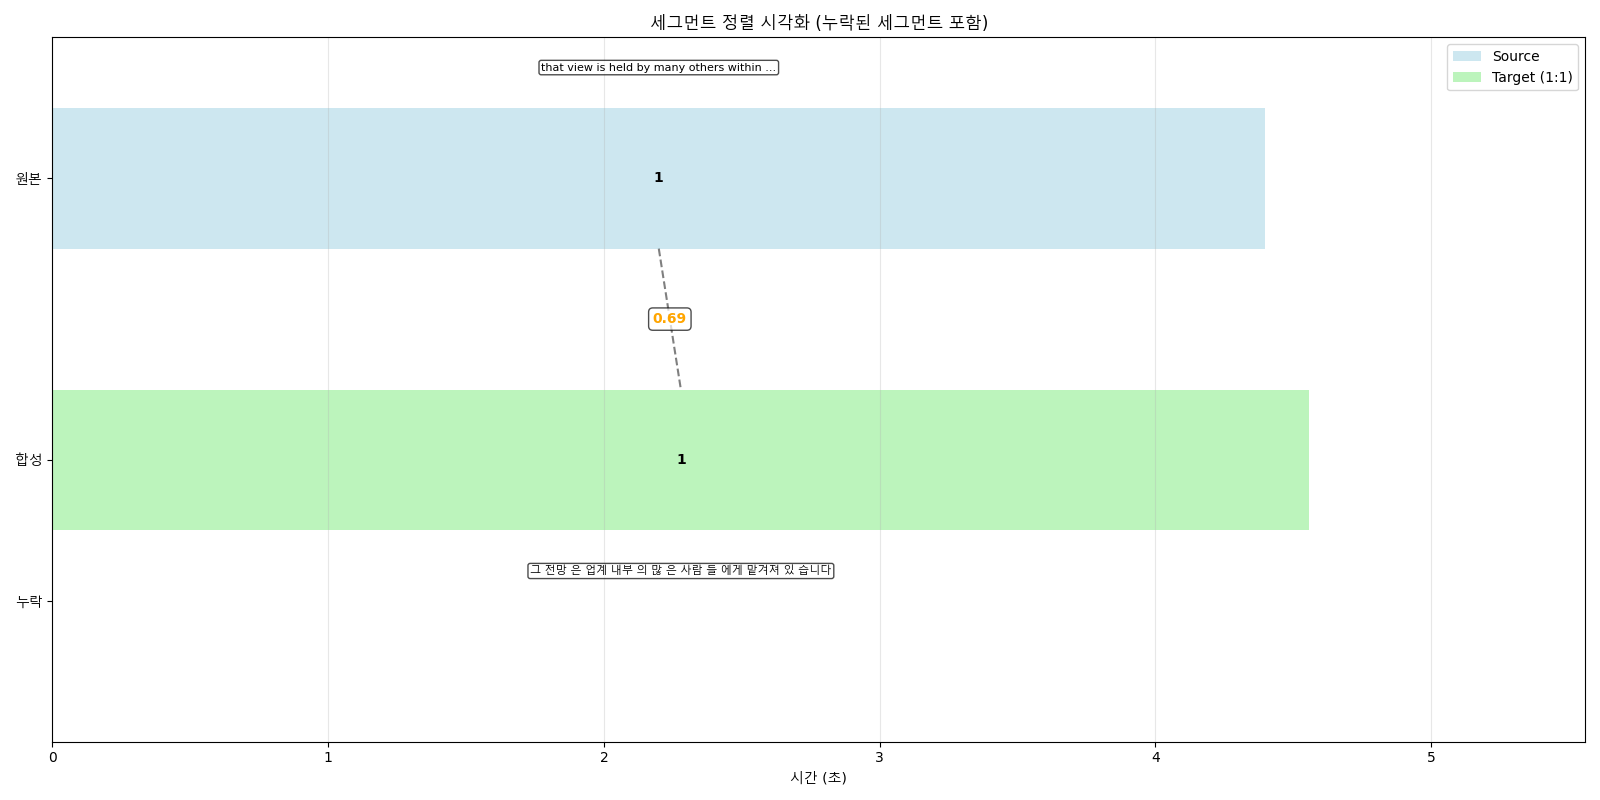 세그먼트 정렬 시각화 (누락된 세그먼트 포함)
Source
Target (1:1)
that view is held by many others within ...
원본
1
0.69
합성
1
그 전망 은 업계 내부 의 많 은 사람 들 에게 맡겨져 있 습니다
누락
0 1 2 3 4 5
시간 (초)